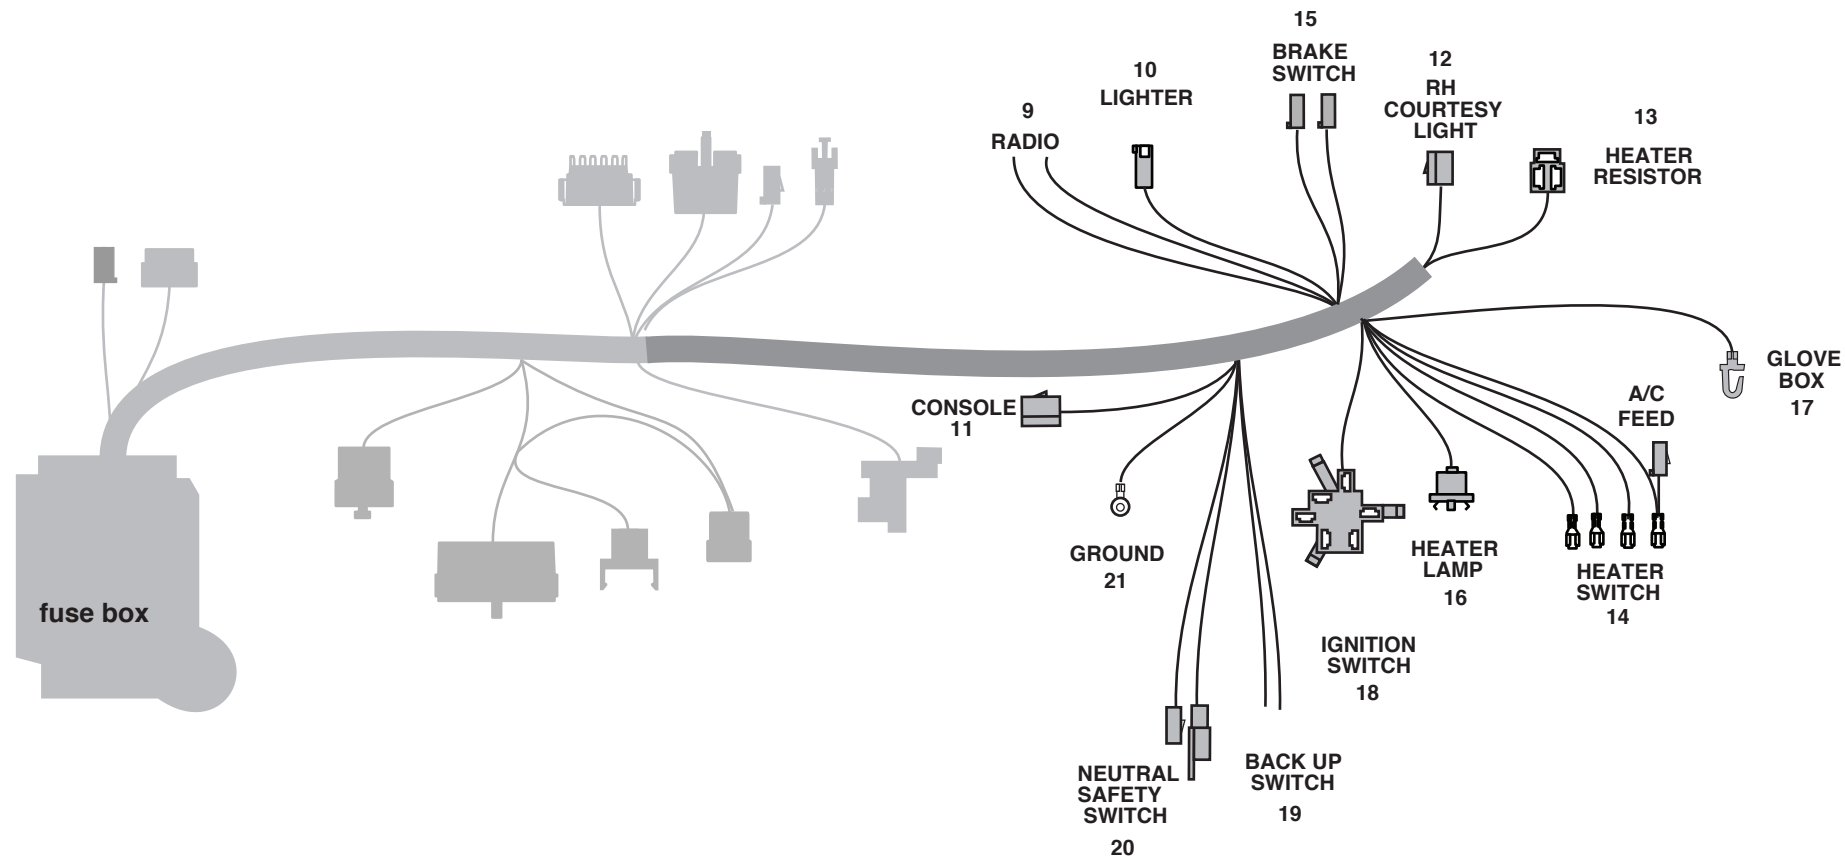 15
BRAKE
SWITCH
10
LIGHTER
12
RH
COURTESY
LIGHT
9
RADIO
13
HEATER
RESISTOR
GLOVE
BOX
17
A/C
FEED
CONSOLE
11
GROUND
21
HEATER
LAMP
16
HEATER
SWITCH
14
fuse box
IGNITION
SWITCH
18
NEUTRAL
SAFETY
SWITCH
20
BACK UP
SWITCH
19